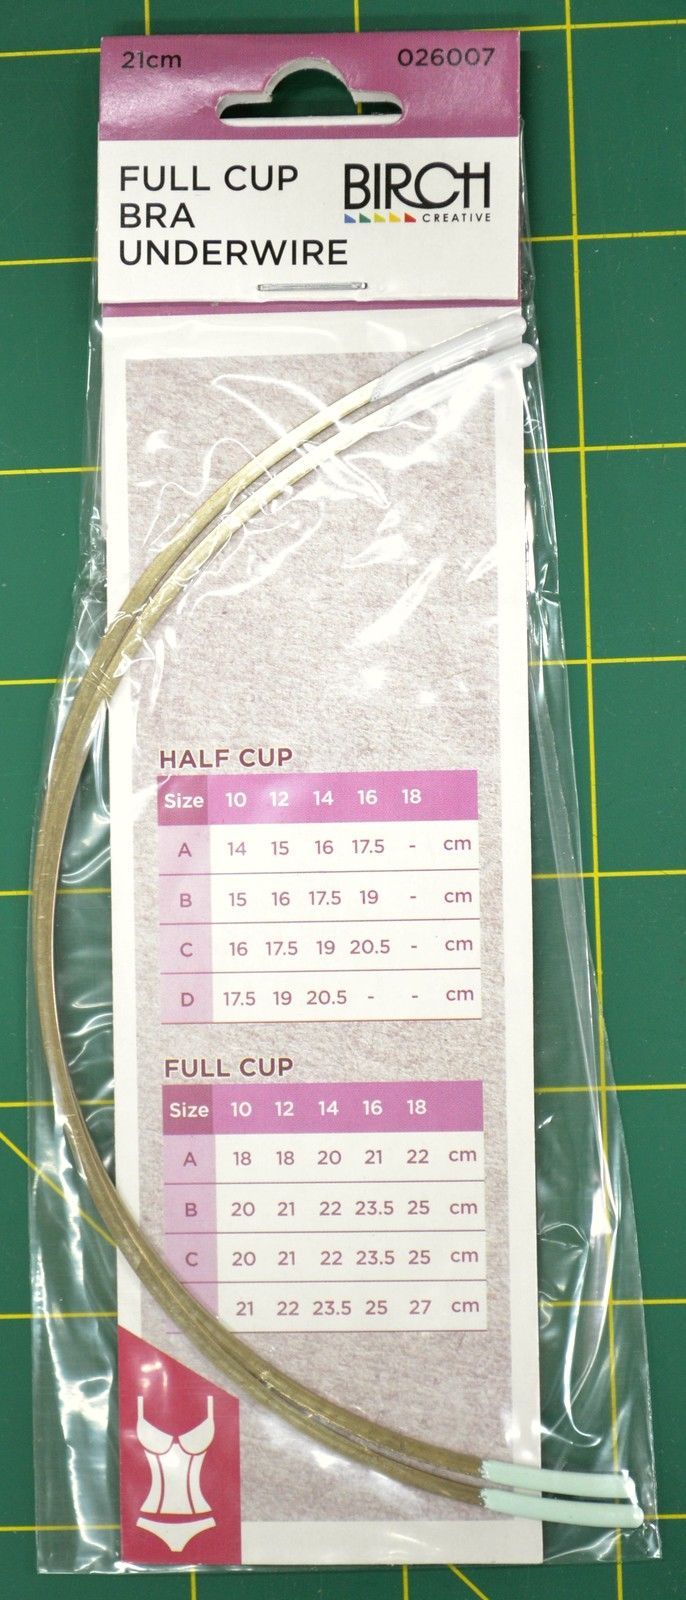 21cm 026007
FULL CUP
BRA
UNDERWIRE
BIRCH
CREATIVE
HALF CUP
Size 10 12 14 16 18
A 14 15 16 17.5 - cm
B 15 16 17.5 19 - cm
C 16 17.5 19 20.5 - cm
D 17.5 19 20.5 - - cm
FULL CUP
Size 10 12 14 16 18
A 18 18 20 21 22 cm
B 20 21 22 23.5 25 cm
C 20 21 22 23.5 25 cm
21 22 23.5 25 27 cm